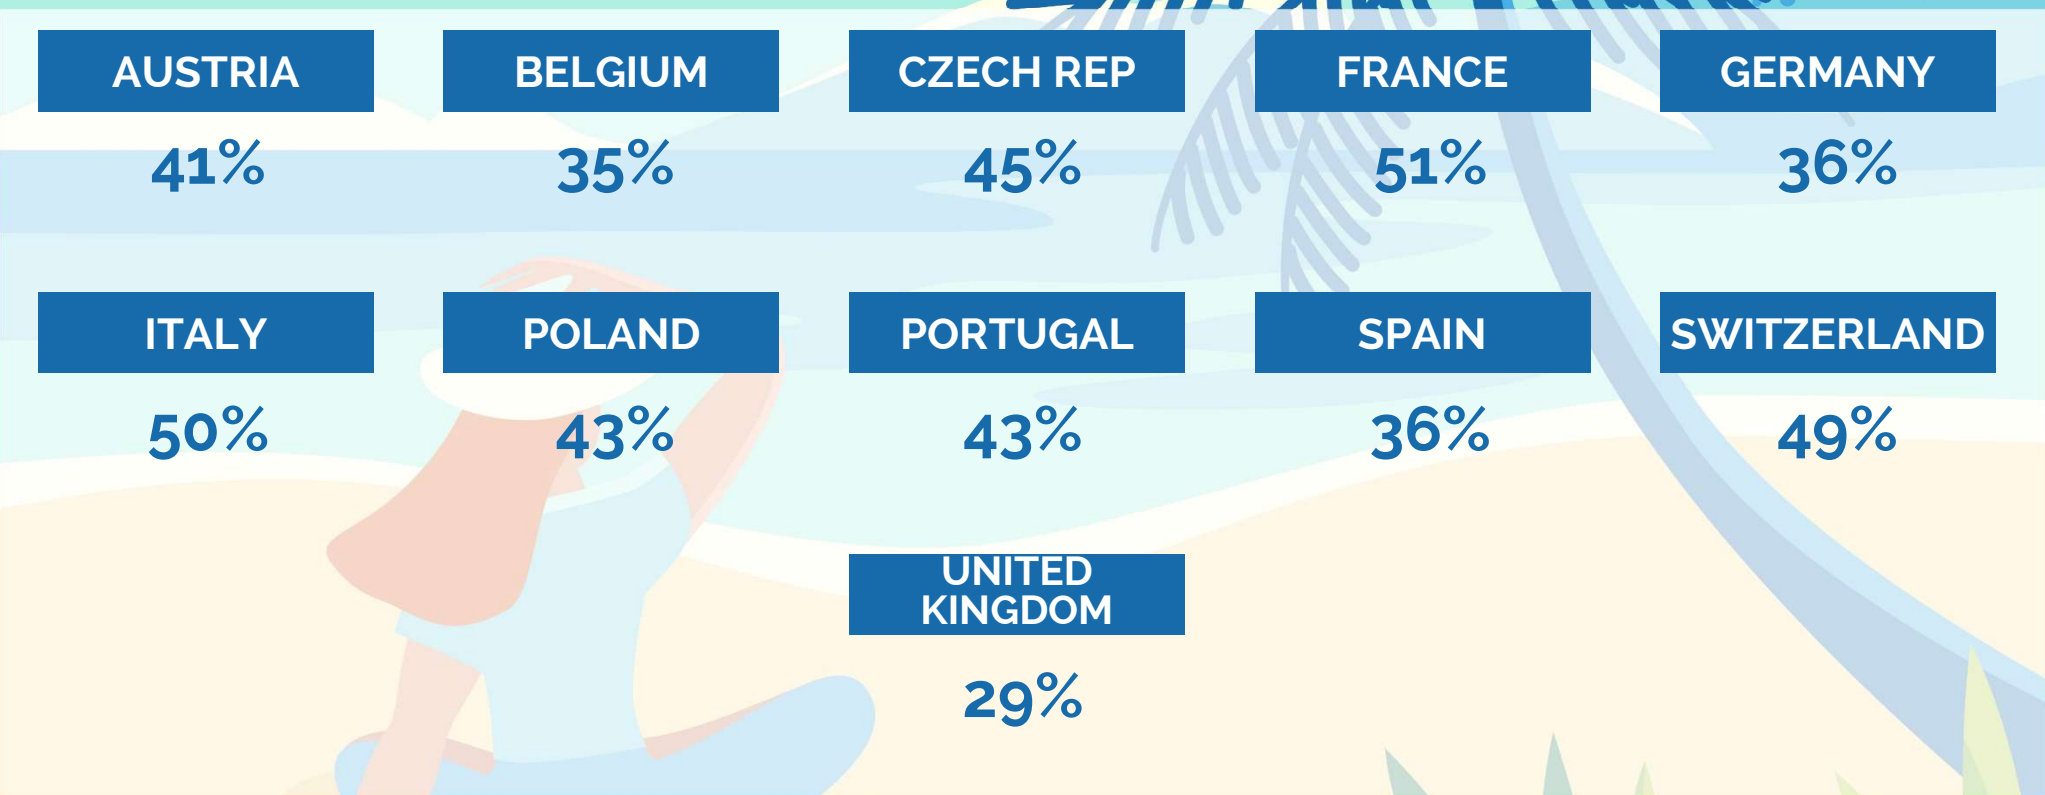 AUSTRIA BELGIUM CZECH REP FRANCE GERMANY
41% 35% 45% 51% 36%
ITALY POLAND PORTUGAL SPAIN SWITZERLAND
50% 43% 43% 36% 49%
UNITED
KINGDOM
29%